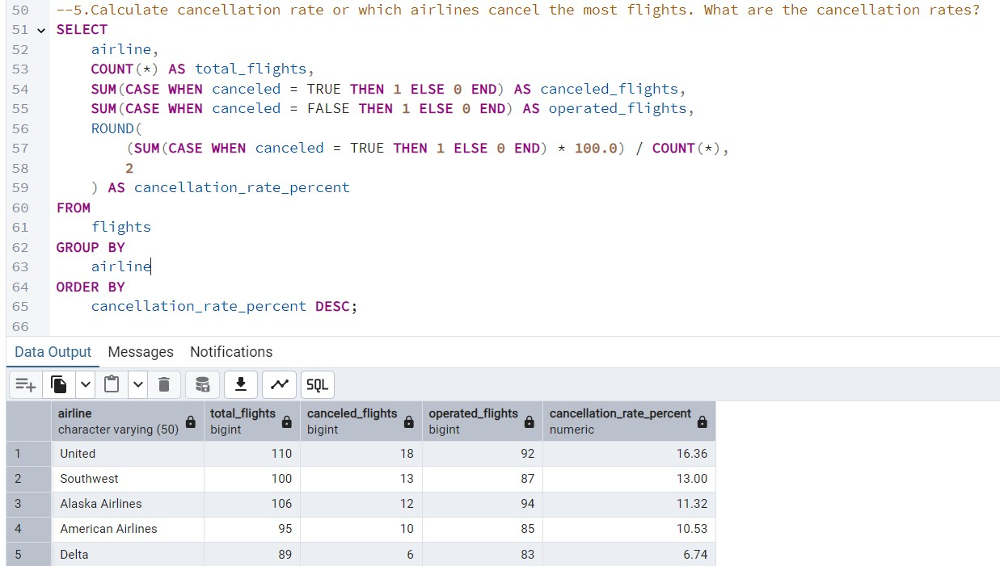 50 --5.Calculate cancellation rate or which airlines cancel the most flights. What are the cancellation rates?
51 SELECT
52 airline,
53 COUNT(*) AS total_flights,
54 SUM(CASE WHEN canceled = TRUE THEN 1 ELSE 0 END) AS canceled_flights,
55 SUM(CASE WHEN canceled = FALSE THEN 1 ELSE 0 END) AS operated_flights,
56 ROUND(
57 (SUM(CASE WHEN canceled = TRUE THEN 1 ELSE 0 END) * 100.0) / COUNT(*),
58 2
59 ) AS cancellation_rate_percent
60 FROM
61 flights
62 GROUP BY
63 airline
64 ORDER BY
65 cancellation_rate_percent DESC;
66
Data Output Messages Notifications
SQL
airline total_flights canceled_flights operated_flights cancellation_rate_percent
character varying (50) bigint bigint bigint numeric
1 United 110 18 92 16.36
2 Southwest 100 13 87 13.00
3 Alaska Airlines 106 12 94 11.32
4 American Airlines 95 10 85 10.53
5 Delta 89 6 83 6.74